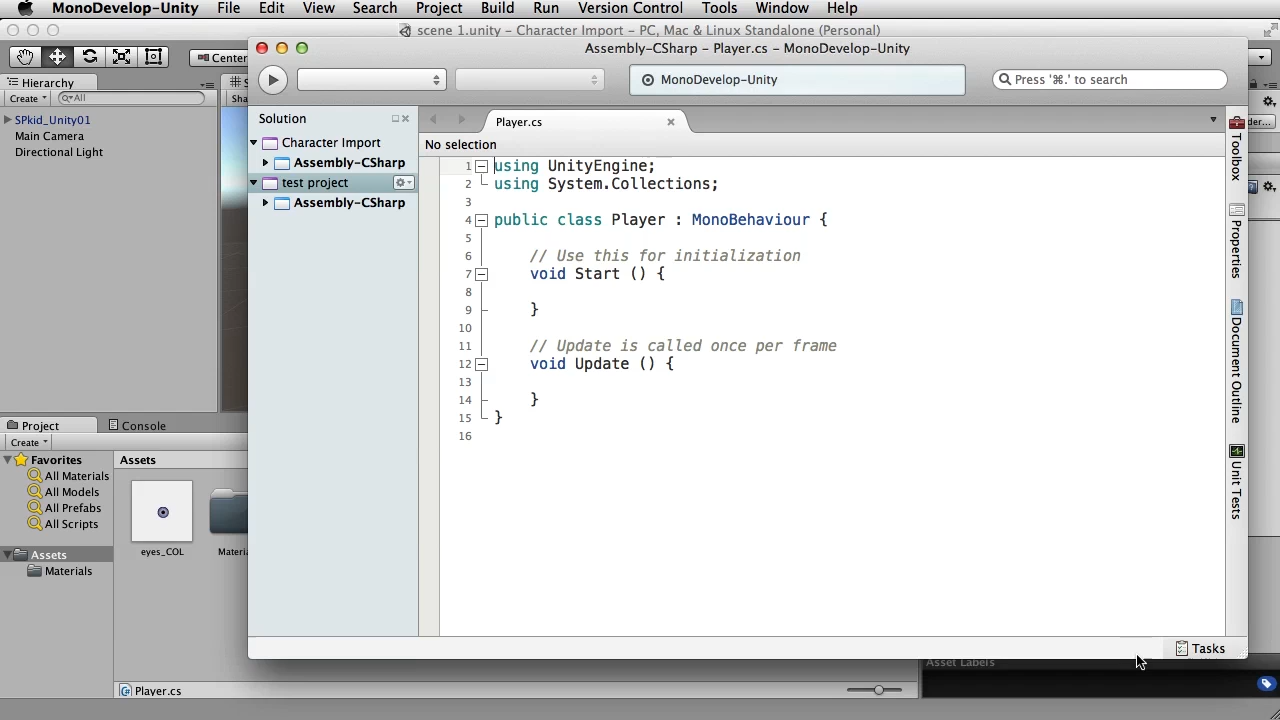 MonoDevelop-Unity File Edit View Search Project Build Run Version Control Tools Window Help
scene 1.unity - Character Import - PC, Mac & Linux Standalone (Personal)
Assembly-CSharp - Player.cs - MonoDevelop-Unity
Center
MonoDevelop-Unity
Press '⌘.' to search
Hierarchy
Create
All
SPkid_Unity01
Main Camera
Directional Light
Solution
Character Import
Assembly-CSharp
test project
Assembly-CSharp
Player.cs
No selection
1 using UnityEngine;
2 using System.Collections;
3
4 public class Player : MonoBehaviour {
5
6 // Use this for initialization
7 void Start () {
8
9 }
10
11 // Update is called once per frame
12 void Update () {
13
14 }
15 }
16
Toolbox
Properties
Document Outline
Unit Tests
Project Console
Create
Favorites
All Materials
All Models
All Prefabs
All Scripts
Assets
Materials
Assets
eyes_COL
Player.cs
Tasks
Asset Labels